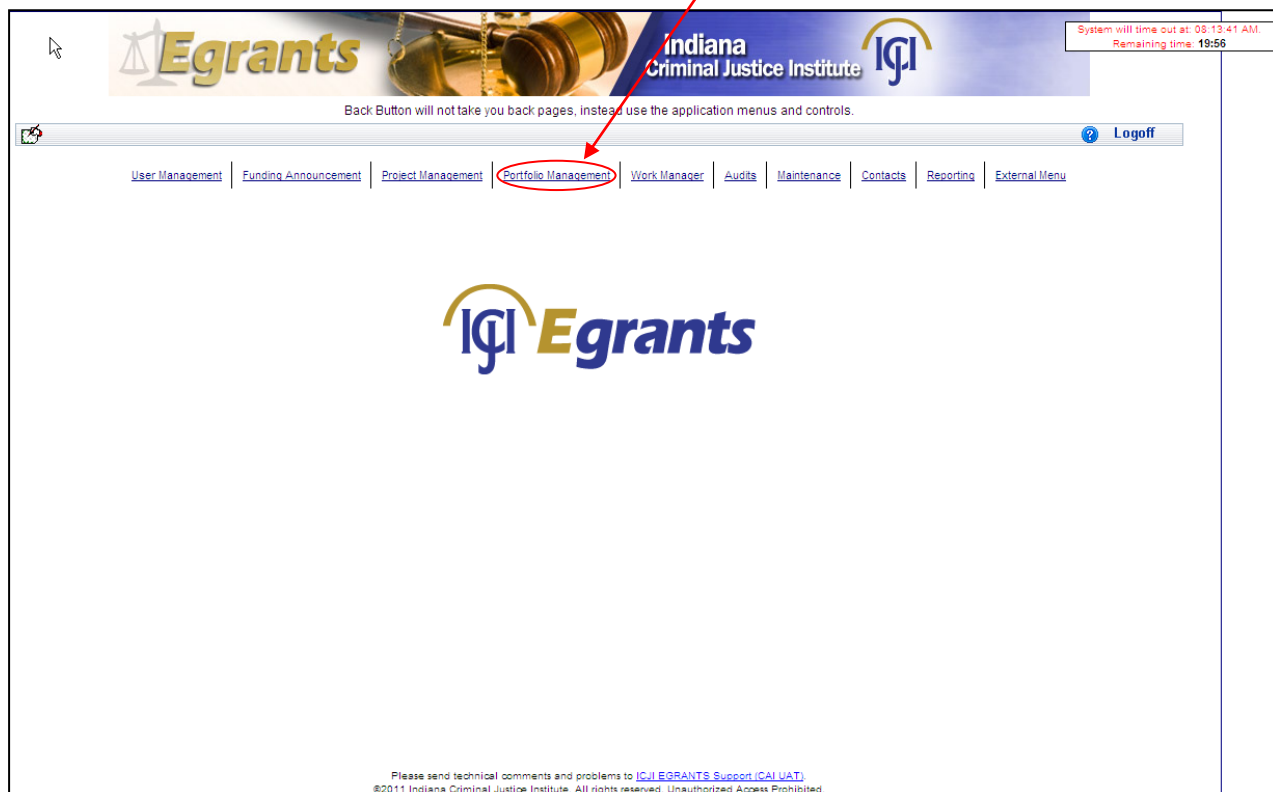 Egrants
Indiana
Criminal Justice Institute
ICJI
System will time out at: 08:13:41 AM.
Remaining time: 19:56
Back Button will not take you back pages, instead use the application menus and controls.
? Logoff
User Management Funding Announcement Project Management Portfolio Management Work Manager Audits Maintenance Contacts Reporting External Menu
ICJI Egrants
Please send technical comments and problems to ICJI EGRANTS Support (CAI UAT).
©2011 Indiana Criminal Justice Institute. All rights reserved. Unauthorized Access Prohibited.